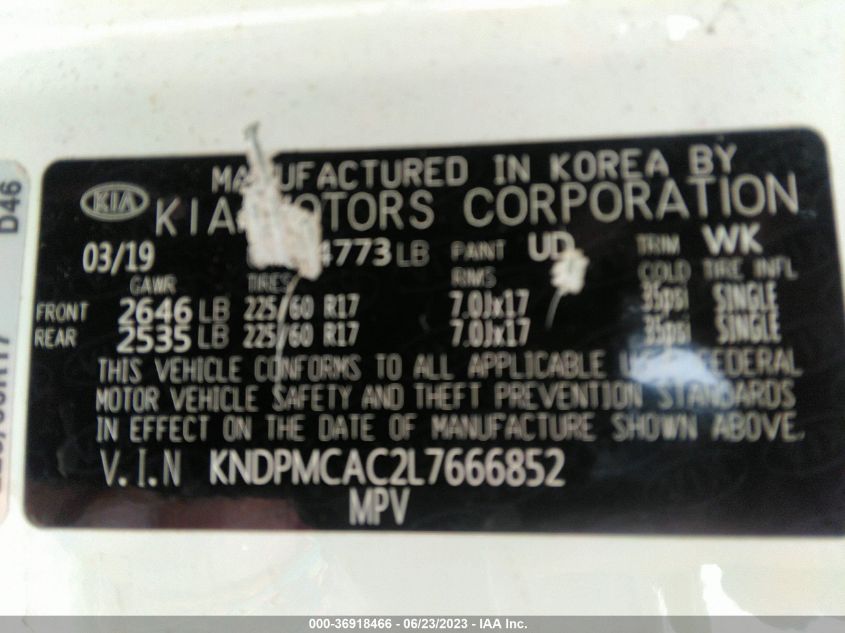 D46
MANUFACTURED IN KOREA BY
KIA KIA MOTORS CORPORATION
03/19 4773 LB PAINT UD TRIM WK
GAWR TIRES RIMS COLD TIRE INFL
FRONT 2646 LB 225/60 R17 7.0Jx17 35psi SINGLE
REAR 2535 LB 225/60 R17 7.0Jx17 35psi SINGLE
THIS VEHICLE CONFORMS TO ALL APPLICABLE FEDERAL
MOTOR VEHICLE SAFETY AND THEFT PREVENTION STANDARDS
IN EFFECT ON THE DATE OF MANUFACTURE SHOWN ABOVE.
V.I.N KNDPMCAC2L7666852
MPV
000-36918466 - 06/23/2023 - IAA Inc.